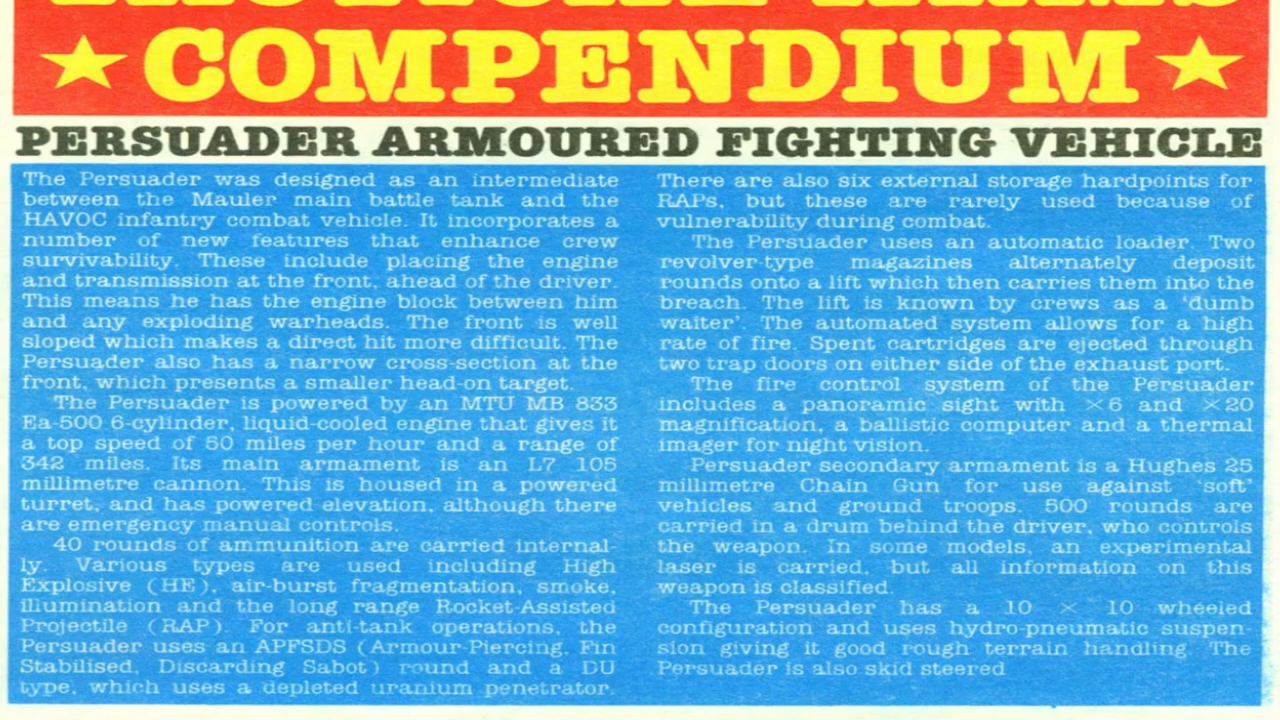 ★ COMPENDIUM ★
PERSUADER ARMOURED FIGHTING VEHICLE
The Persuader was designed as an intermediate
between the Mauler main battle tank and the
HAVOC infantry combat vehicle. It incorporates a
number of new features that enhance crew
survivability. These include placing the engine
and transmission at the front, ahead of the driver.
This means he has the engine block between him
and any exploding warheads. The front is well
sloped which makes a direct hit more difficult. The
Persuader also has a narrow cross-section at the
front, which presents a smaller head-on target.
The Persuader is powered by an MTU MB 833
Ea-500 6-cylinder, liquid-cooled engine that gives it
a top speed of 50 miles per hour and a range of
342 miles. Its main armament is an L7 105
millimetre cannon. This is housed in a powered
turret, and has powered elevation, although there
are emergency manual controls.
40 rounds of ammunition are carried internal-
ly. Various types are used including High
Explosive (HE), air-burst fragmentation, smoke,
illumination and the long range Rocket-Assisted
Projectile (RAP). For anti-tank operations, the
Persuader uses an APFSDS (Armour-Piercing, Fin
Stabilised, Discarding Sabot) round and a DU
type, which uses a depleted uranium penetrator.
There are also six external storage hardpoints for
RAPs, but these are rarely used because of
vulnerability during combat.
The Persuader uses an automatic loader. Two
revolver-type magazines alternately deposit
rounds onto a lift which then carries them into the
breach. The lift is known by crews as a 'dumb
waiter'. The automated system allows for a high
rate of fire. Spent cartridges are ejected through
two trap doors on either side of the exhaust port.
The fire control system of the Persuader
includes a panoramic sight with ×6 and ×20
magnification, a ballistic computer and a thermal
imager for night vision.
Persuader secondary armament is a Hughes 25
millimetre Chain Gun for use against 'soft'
vehicles and ground troops. 500 rounds are
carried in a drum behind the driver, who controls
the weapon. In some models, an experimental
laser is carried, but all information on this
weapon is classified.
The Persuader has a 10 × 10 wheeled
configuration and uses hydro-pneumatic suspen-
sion giving it good rough terrain handling. The
Persuader is also skid steered